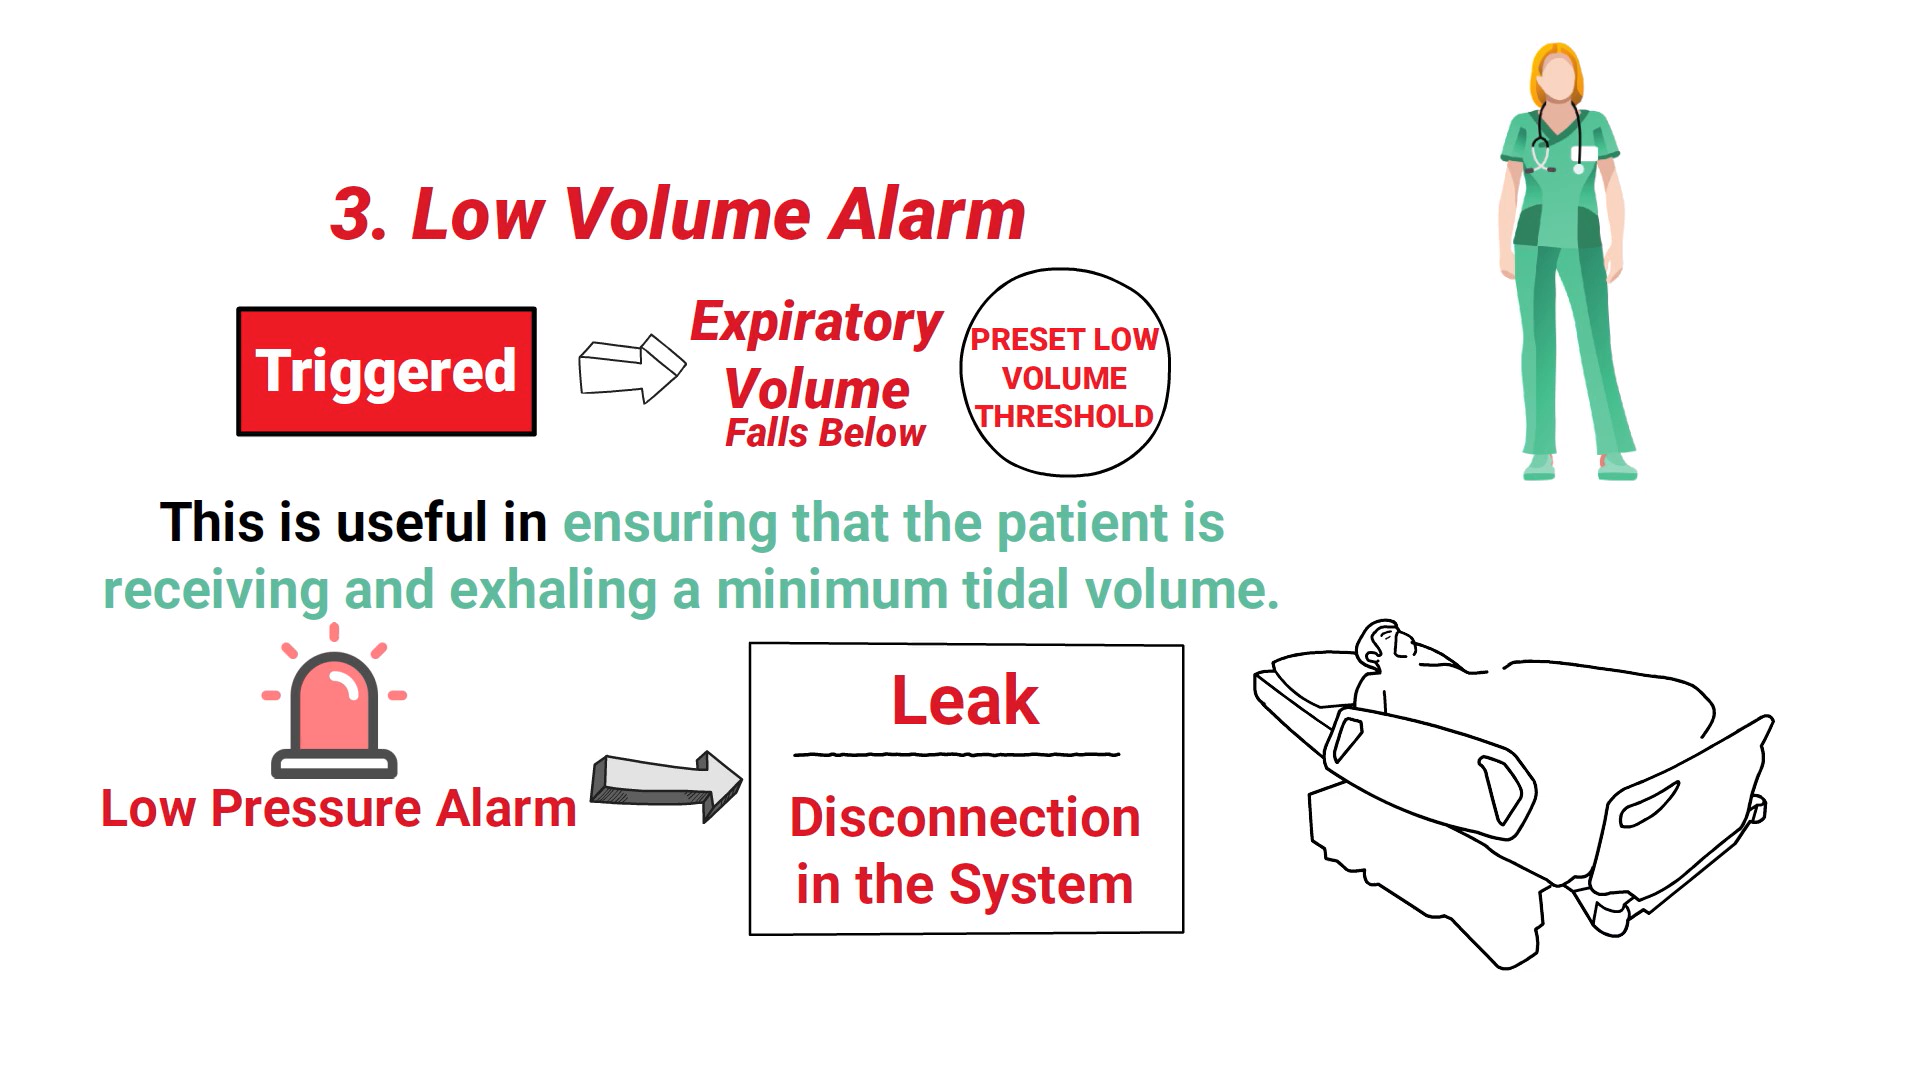 3. Low Volume Alarm
Triggered
Expiratory
Volume
Falls Below
PRESET LOW
VOLUME
THRESHOLD
This is useful in ensuring that the patient is
receiving and exhaling a minimum tidal volume.
Low Pressure Alarm
Leak
Disconnection
in the System